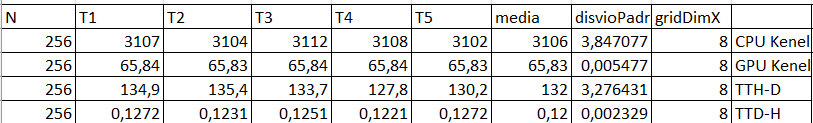 N T1 T2 T3 T4 T5 media disvioPadr gridDimX
256 3107 3104 3112 3108 3102 3106 3,847077 8 CPU Kenel
256 65,84 65,83 65,84 65,84 65,83 65,83 0,005477 8 GPU Kenel
256 134,9 135,4 133,7 127,8 130,2 132 3,276431 8 TTH-D
256 0,1272 0,1231 0,1251 0,1221 0,1272 0,12 0,002329 8 TTD-H